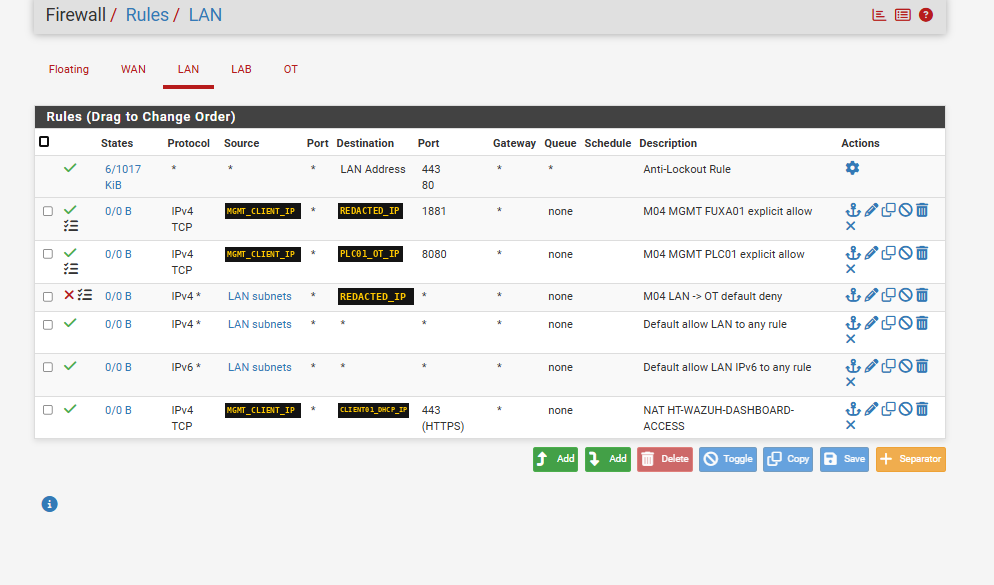 Firewall / Rules / LAN
Floating WAN LAN LAB OT
Rules (Drag to Change Order)
States Protocol Source Port Destination Port Gateway Queue Schedule Description Actions
6/1017 * * LAN Address 443 * * Anti-Lockout Rule
KiB 80
0/0 B IPv4 MGMT_CLIENT_IP * REDACTED_IP 1881 * none M04 MGMT FUXA01 explicit allow
TCP
0/0 B IPv4 MGMT_CLIENT_IP * PLC01_OT_IP 8080 * none M04 MGMT PLC01 explicit allow
TCP
0/0 B IPv4 * LAN subnets * REDACTED_IP * * none M04 LAN -> OT default deny
0/0 B IPv4 * LAN subnets * * * * none Default allow LAN to any rule
0/0 B IPv6 * LAN subnets * * * * none Default allow LAN IPv6 to any rule
0/0 B IPv4 MGMT_CLIENT_IP * CLIENT01_DHCP_IP 443 * none NAT HT-WAZUH-DASHBOARD-
TCP (HTTPS) ACCESS
Add Add Delete Toggle Copy Save Separator